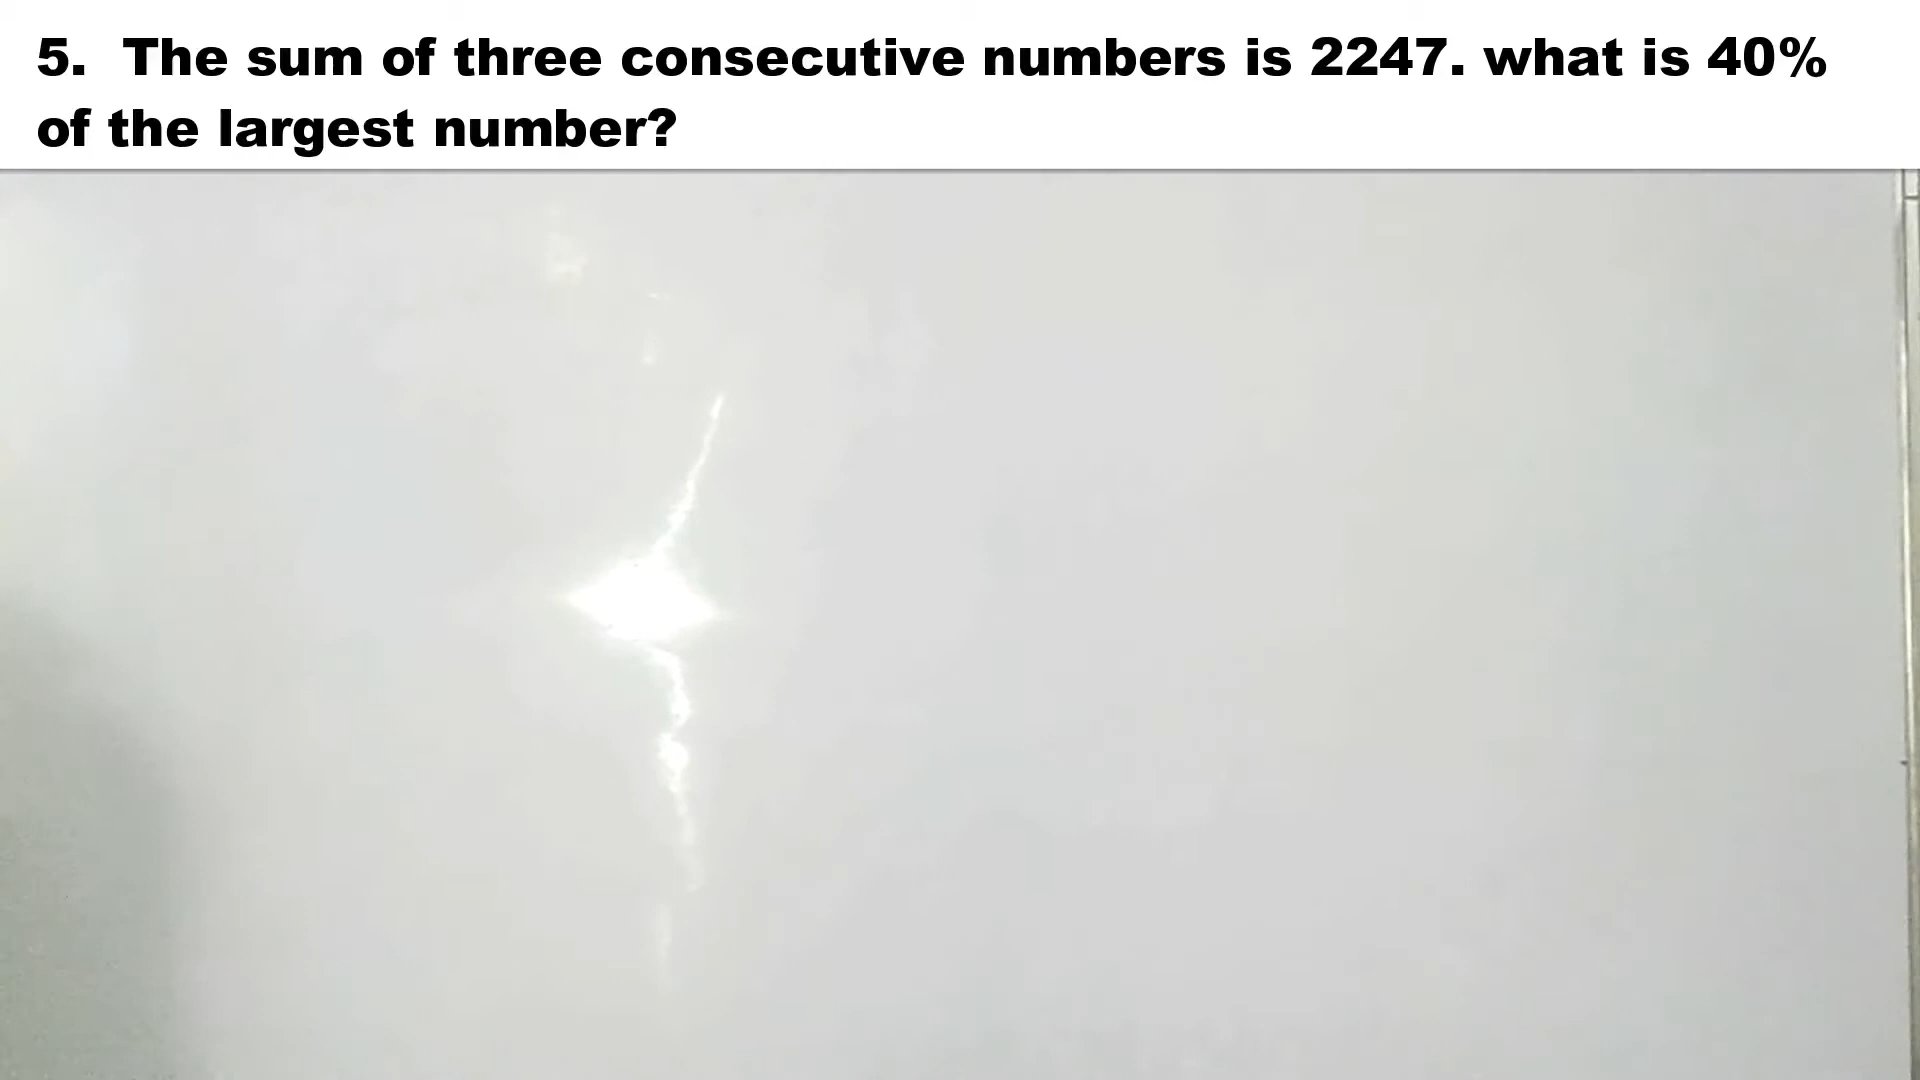 5. The sum of three consecutive numbers is 2247. what is 40%
of the largest number?